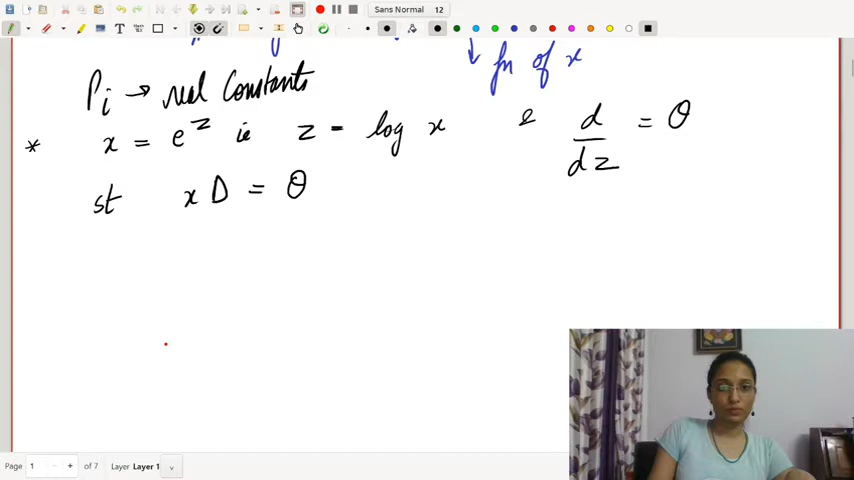 Sans Normal 12
fn of x
Pi → real Constants
* x = e^z ie z = log x & d/dz = θ
st xD = θ
Page 1 of 7 Layer Layer 1